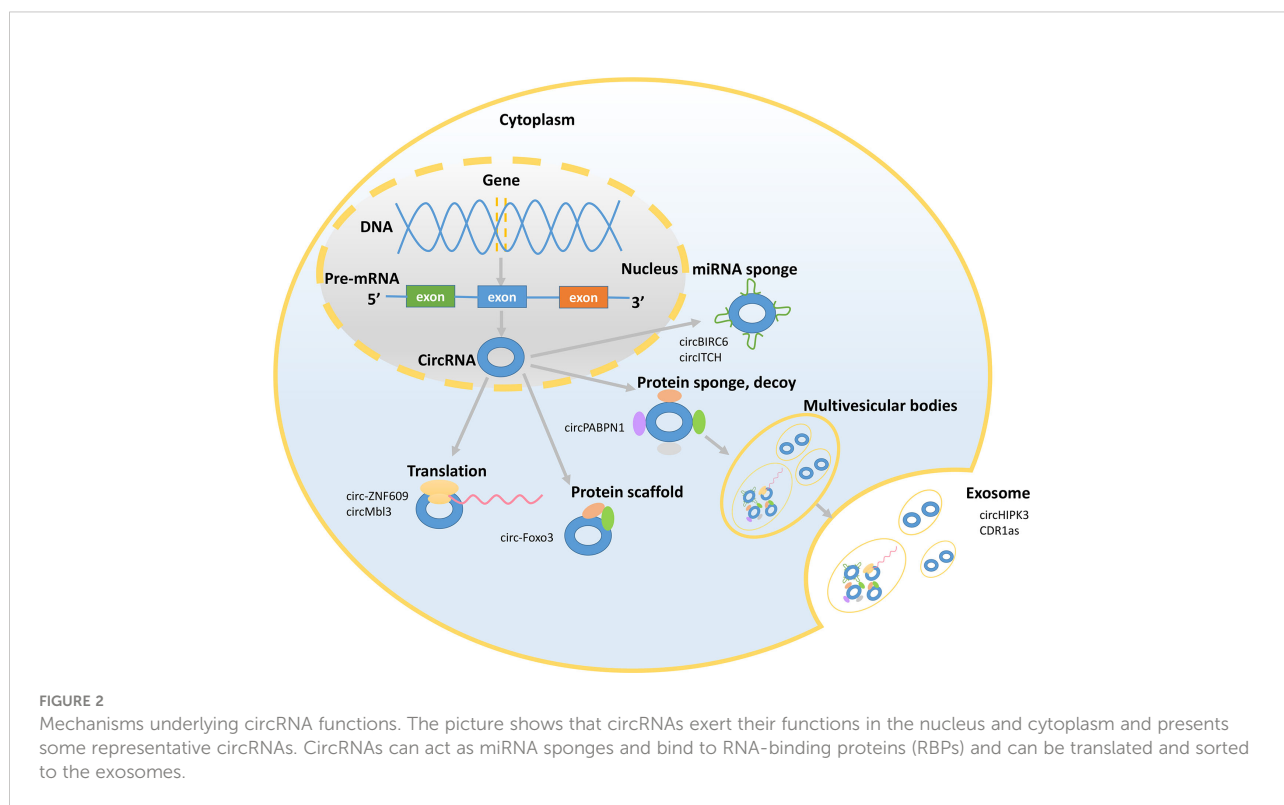 Cytoplasm
Gene
DNA
Nucleus
Pre-mRNA
5’
exon
exon
exon
3’
CircRNA
miRNA sponge
circBIRC6
circITCH
Protein sponge, decoy
circPABPN1
Multivesicular bodies
Translation
circ-ZNF609
circMbl3
Protein scaffold
circ-Foxo3
Exosome
circHIPK3
CDR1as
FIGURE 2
Mechanisms underlying circRNA functions. The picture shows that circRNAs exert their functions in the nucleus and cytoplasm and presents
some representative circRNAs. CircRNAs can act as miRNA sponges and bind to RNA-binding proteins (RBPs) and can be translated and sorted
to the exosomes.